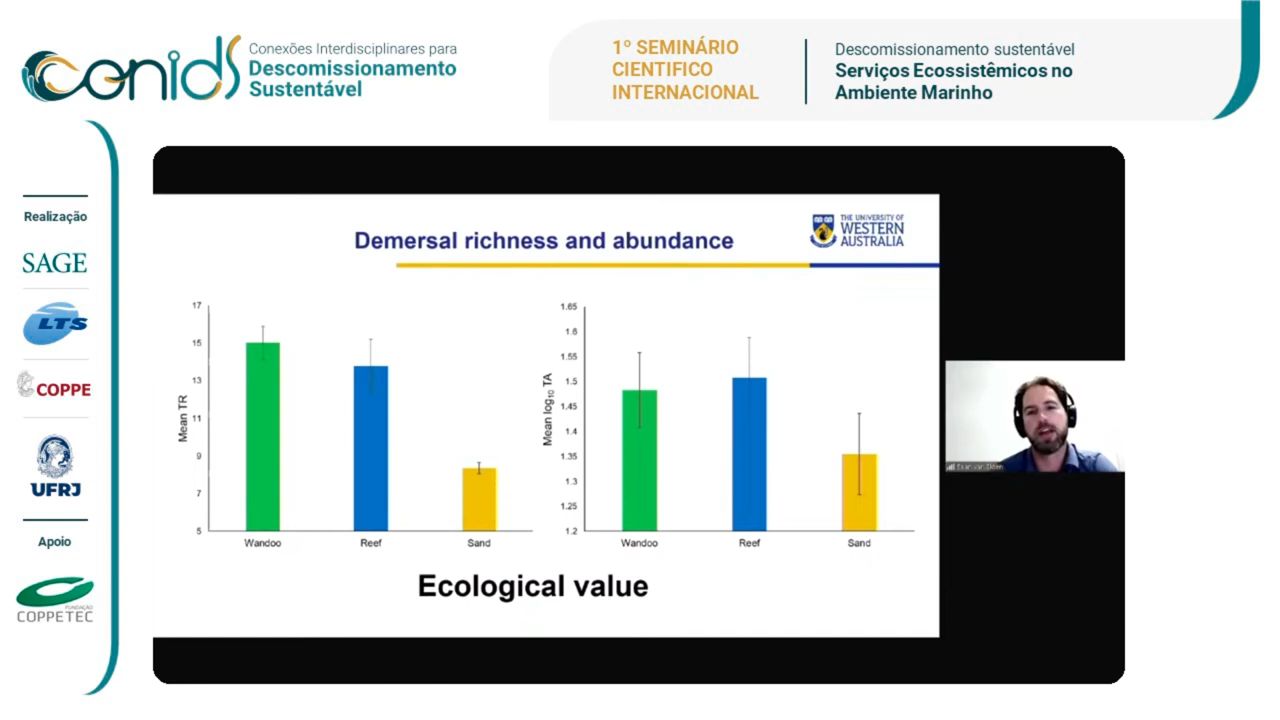 conids
Conexões Interdisciplinares para
Descomissionamento
Sustentável
1º SEMINÁRIO
CIENTIFICO
INTERNACIONAL
Descomissionamento sustentável
Serviços Ecossistêmicos no
Ambiente Marinho
Realização
SAGE
LTS
COPPE
UFRJ
Apoio
FUNDAÇÃO
COPPETEC
Demersal richness and abundance
THE UNIVERSITY OF
WESTERN
AUSTRALIA
Mean TR
17
15
13
11
9
7
5
Wandoo Reef Sand
Mean log10 TA
1.65
1.6
1.55
1.5
1.45
1.4
1.35
1.3
1.25
1.2
Wandoo Reef Sand
Ecological value